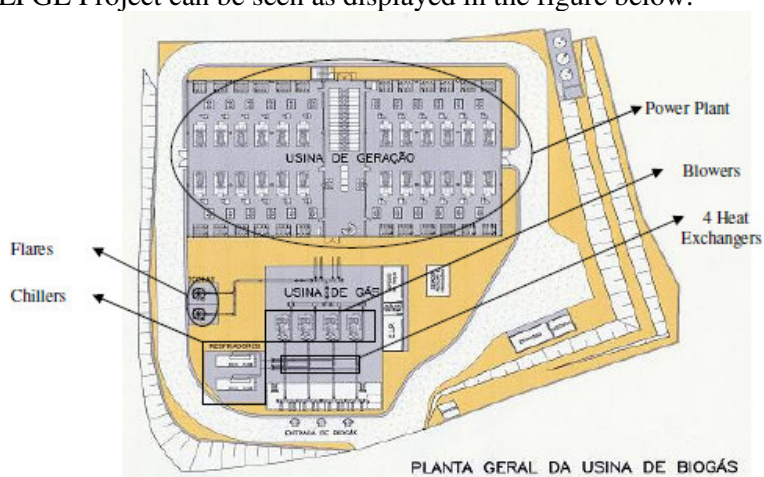 LFGE Project can be seen as displayed in the figure below:
Power Plant
USINA DE GERAÇÃO
Blowers
4 Heat
Exchangers
Flares
Chillers
USINA DE GÁS
RESFRIADORES
ENTRADA DE BIOGÁS
PLANTA GERAL DA USINA DE BIOGÁS